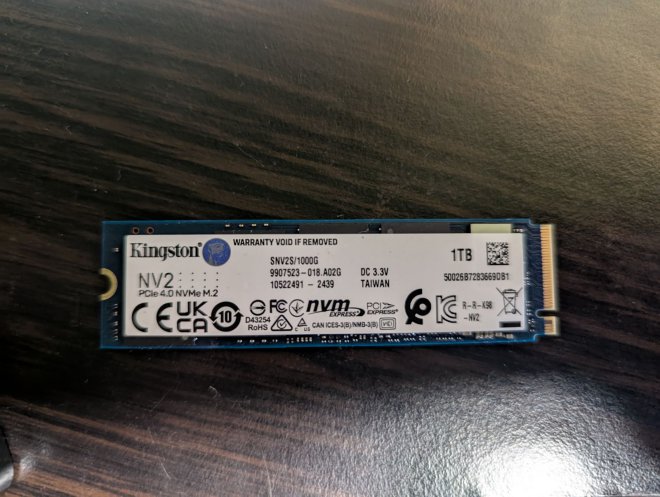 Kingston
WARRANTY VOID IF REMOVED
SNV2S/1000G
9907523-018.A02G
10522491 - 2439
DC 3.3V
TAIWAN
1TB
50026B7283669DB1
NV2
PCIe 4.0 NVMe M.2
CE UK CA
10
D43254
RoHS
FC
nvm EXPRESS
PCI EXPRESS
CAN ICES-3(B)/NMB-3(B)
R-R-K98
-NV2